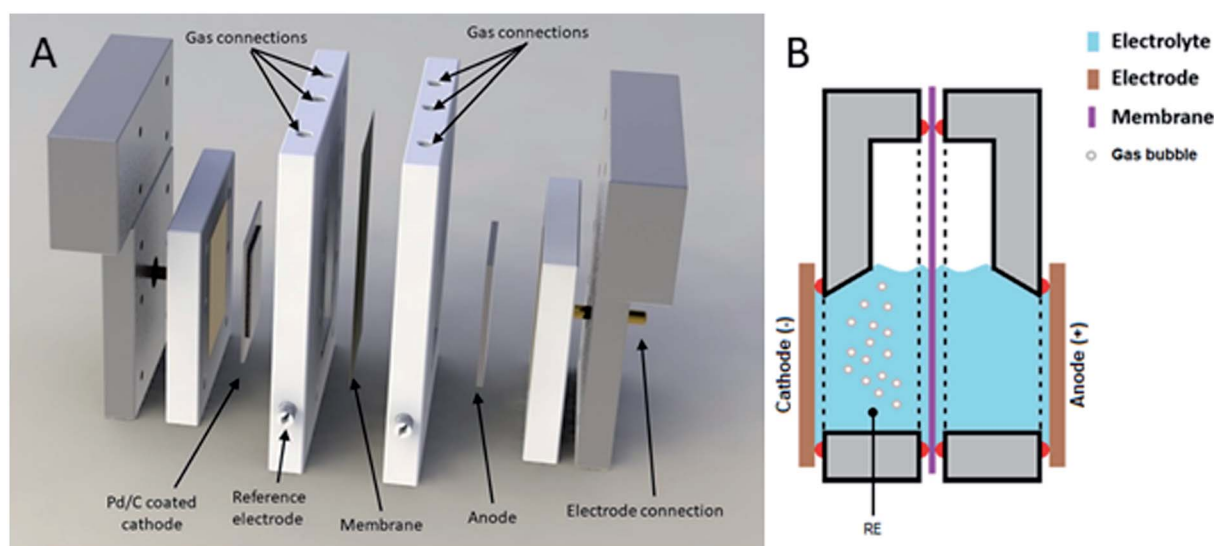 A
Gas connections
Gas connections
Pd/C coated
cathode
Reference
electrode
Membrane
Anode
Electrode connection
B
Electrolyte
Electrode
Membrane
Gas bubble
Cathode (-)
Anode (+)
RE